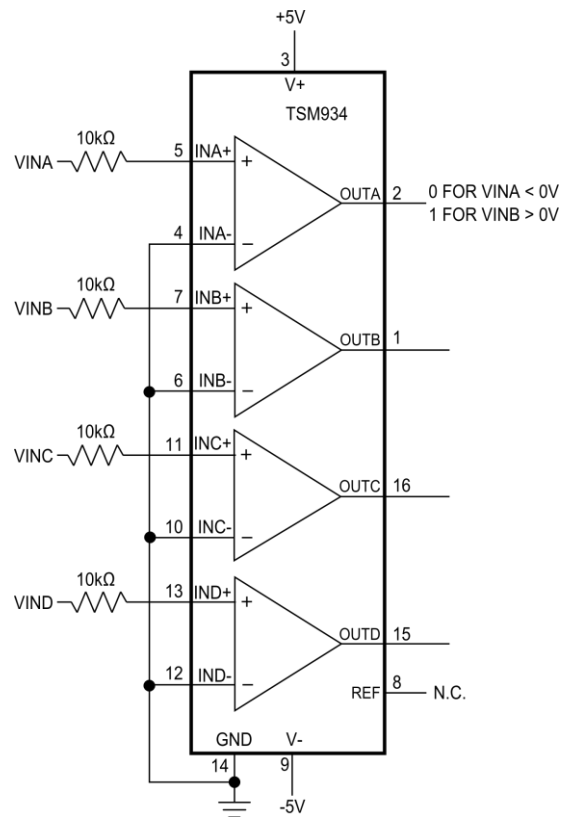 +5V
3
V+
TSM934
10kΩ
VINA
5 INA+
+
OUTA 2
0 FOR VINA < 0V
1 FOR VINB > 0V
4 INA-
−
10kΩ
VINB
7 INB+
+
OUTB 1
6 INB-
−
10kΩ
VINC
11 INC+
+
OUTC 16
10 INC-
−
10kΩ
VIND
13 IND+
+
OUTD 15
12 IND-
−
REF 8 N.C.
GND
V-
14
9
-5V